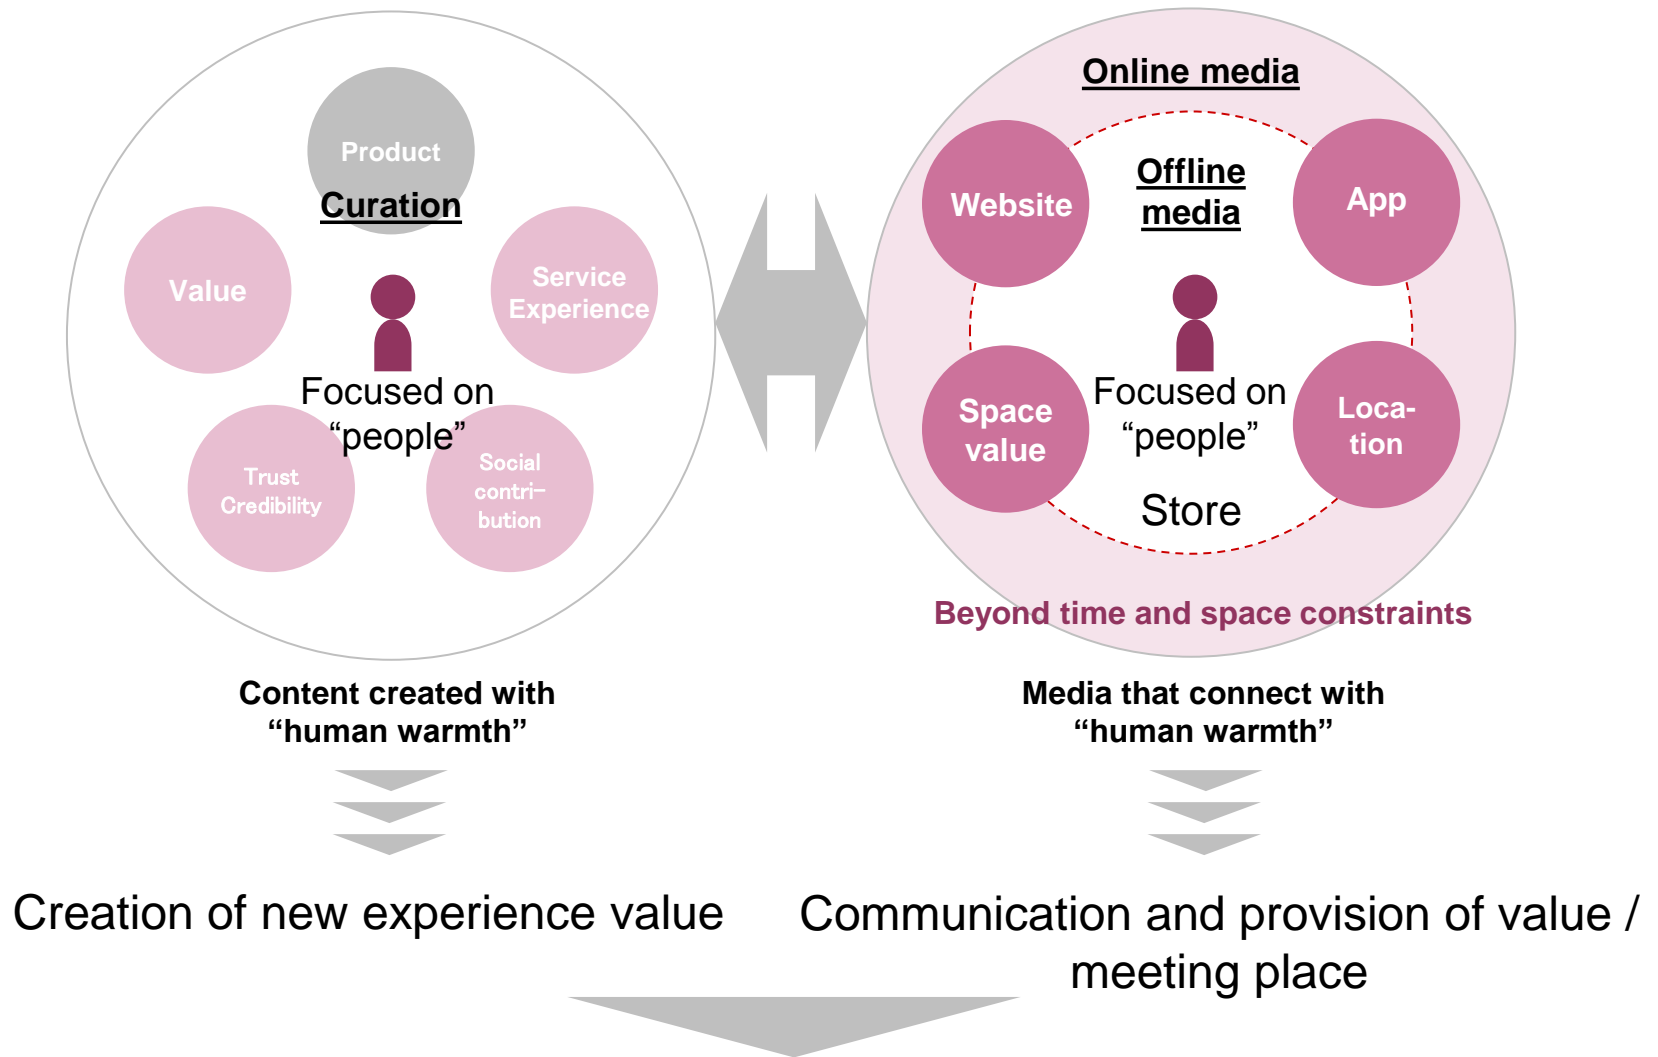 Product
Curation
Value
Service
Experience
Focused on
“people”
Trust
Credibility
Social
contri-
bution
Content created with
“human warmth”
Creation of new experience value
Online media
Offline
media
Website
App
Space
value
Focused on
“people”
Loca-
tion
Store
Beyond time and space constraints
Media that connect with
“human warmth”
Communication and provision of value /
meeting place